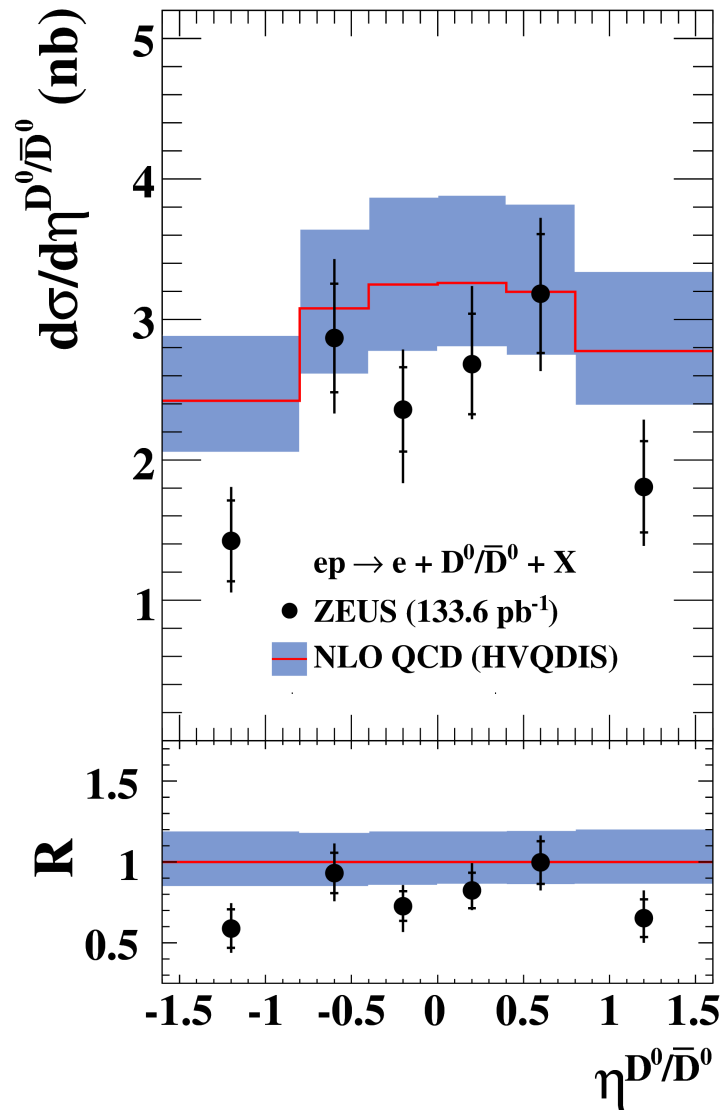 dσ/dη^{D⁰/D̅⁰} (nb)
5
4
3
2
1
ep → e + D⁰/D̅⁰ + X
ZEUS (133.6 pb⁻¹)
NLO QCD (HVQDIS)
R
1.5
1
0.5
-1.5 -1 -0.5 0 0.5 1 1.5
η^{D⁰/D̅⁰}